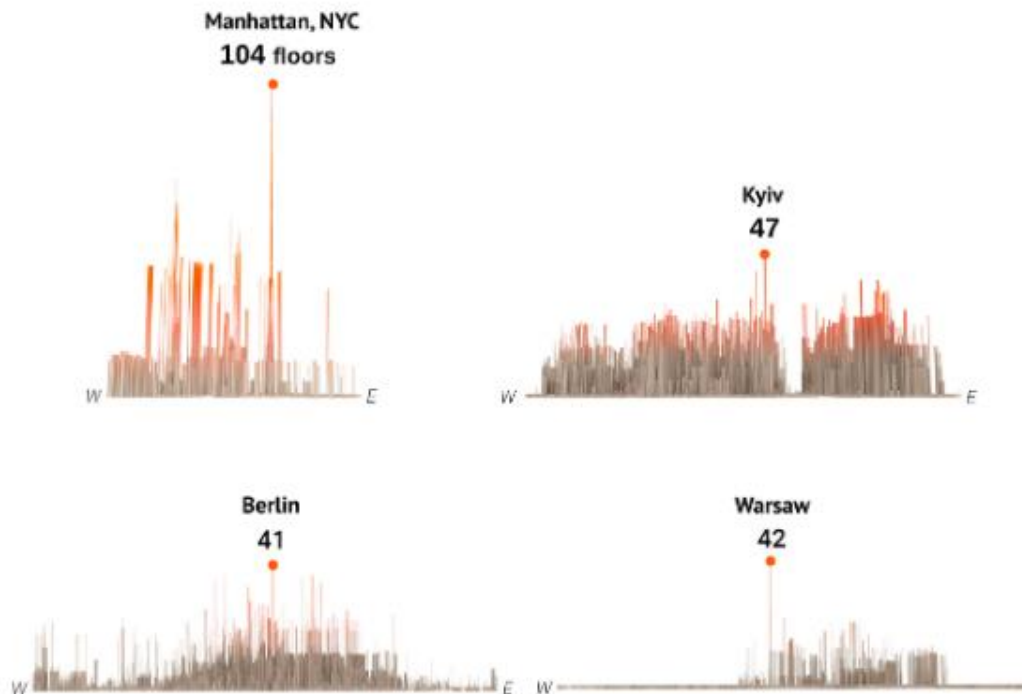 Manhattan, NYC
104 floors
Kyiv
47
W E
W E
Berlin
41
Warsaw
42
W E
W